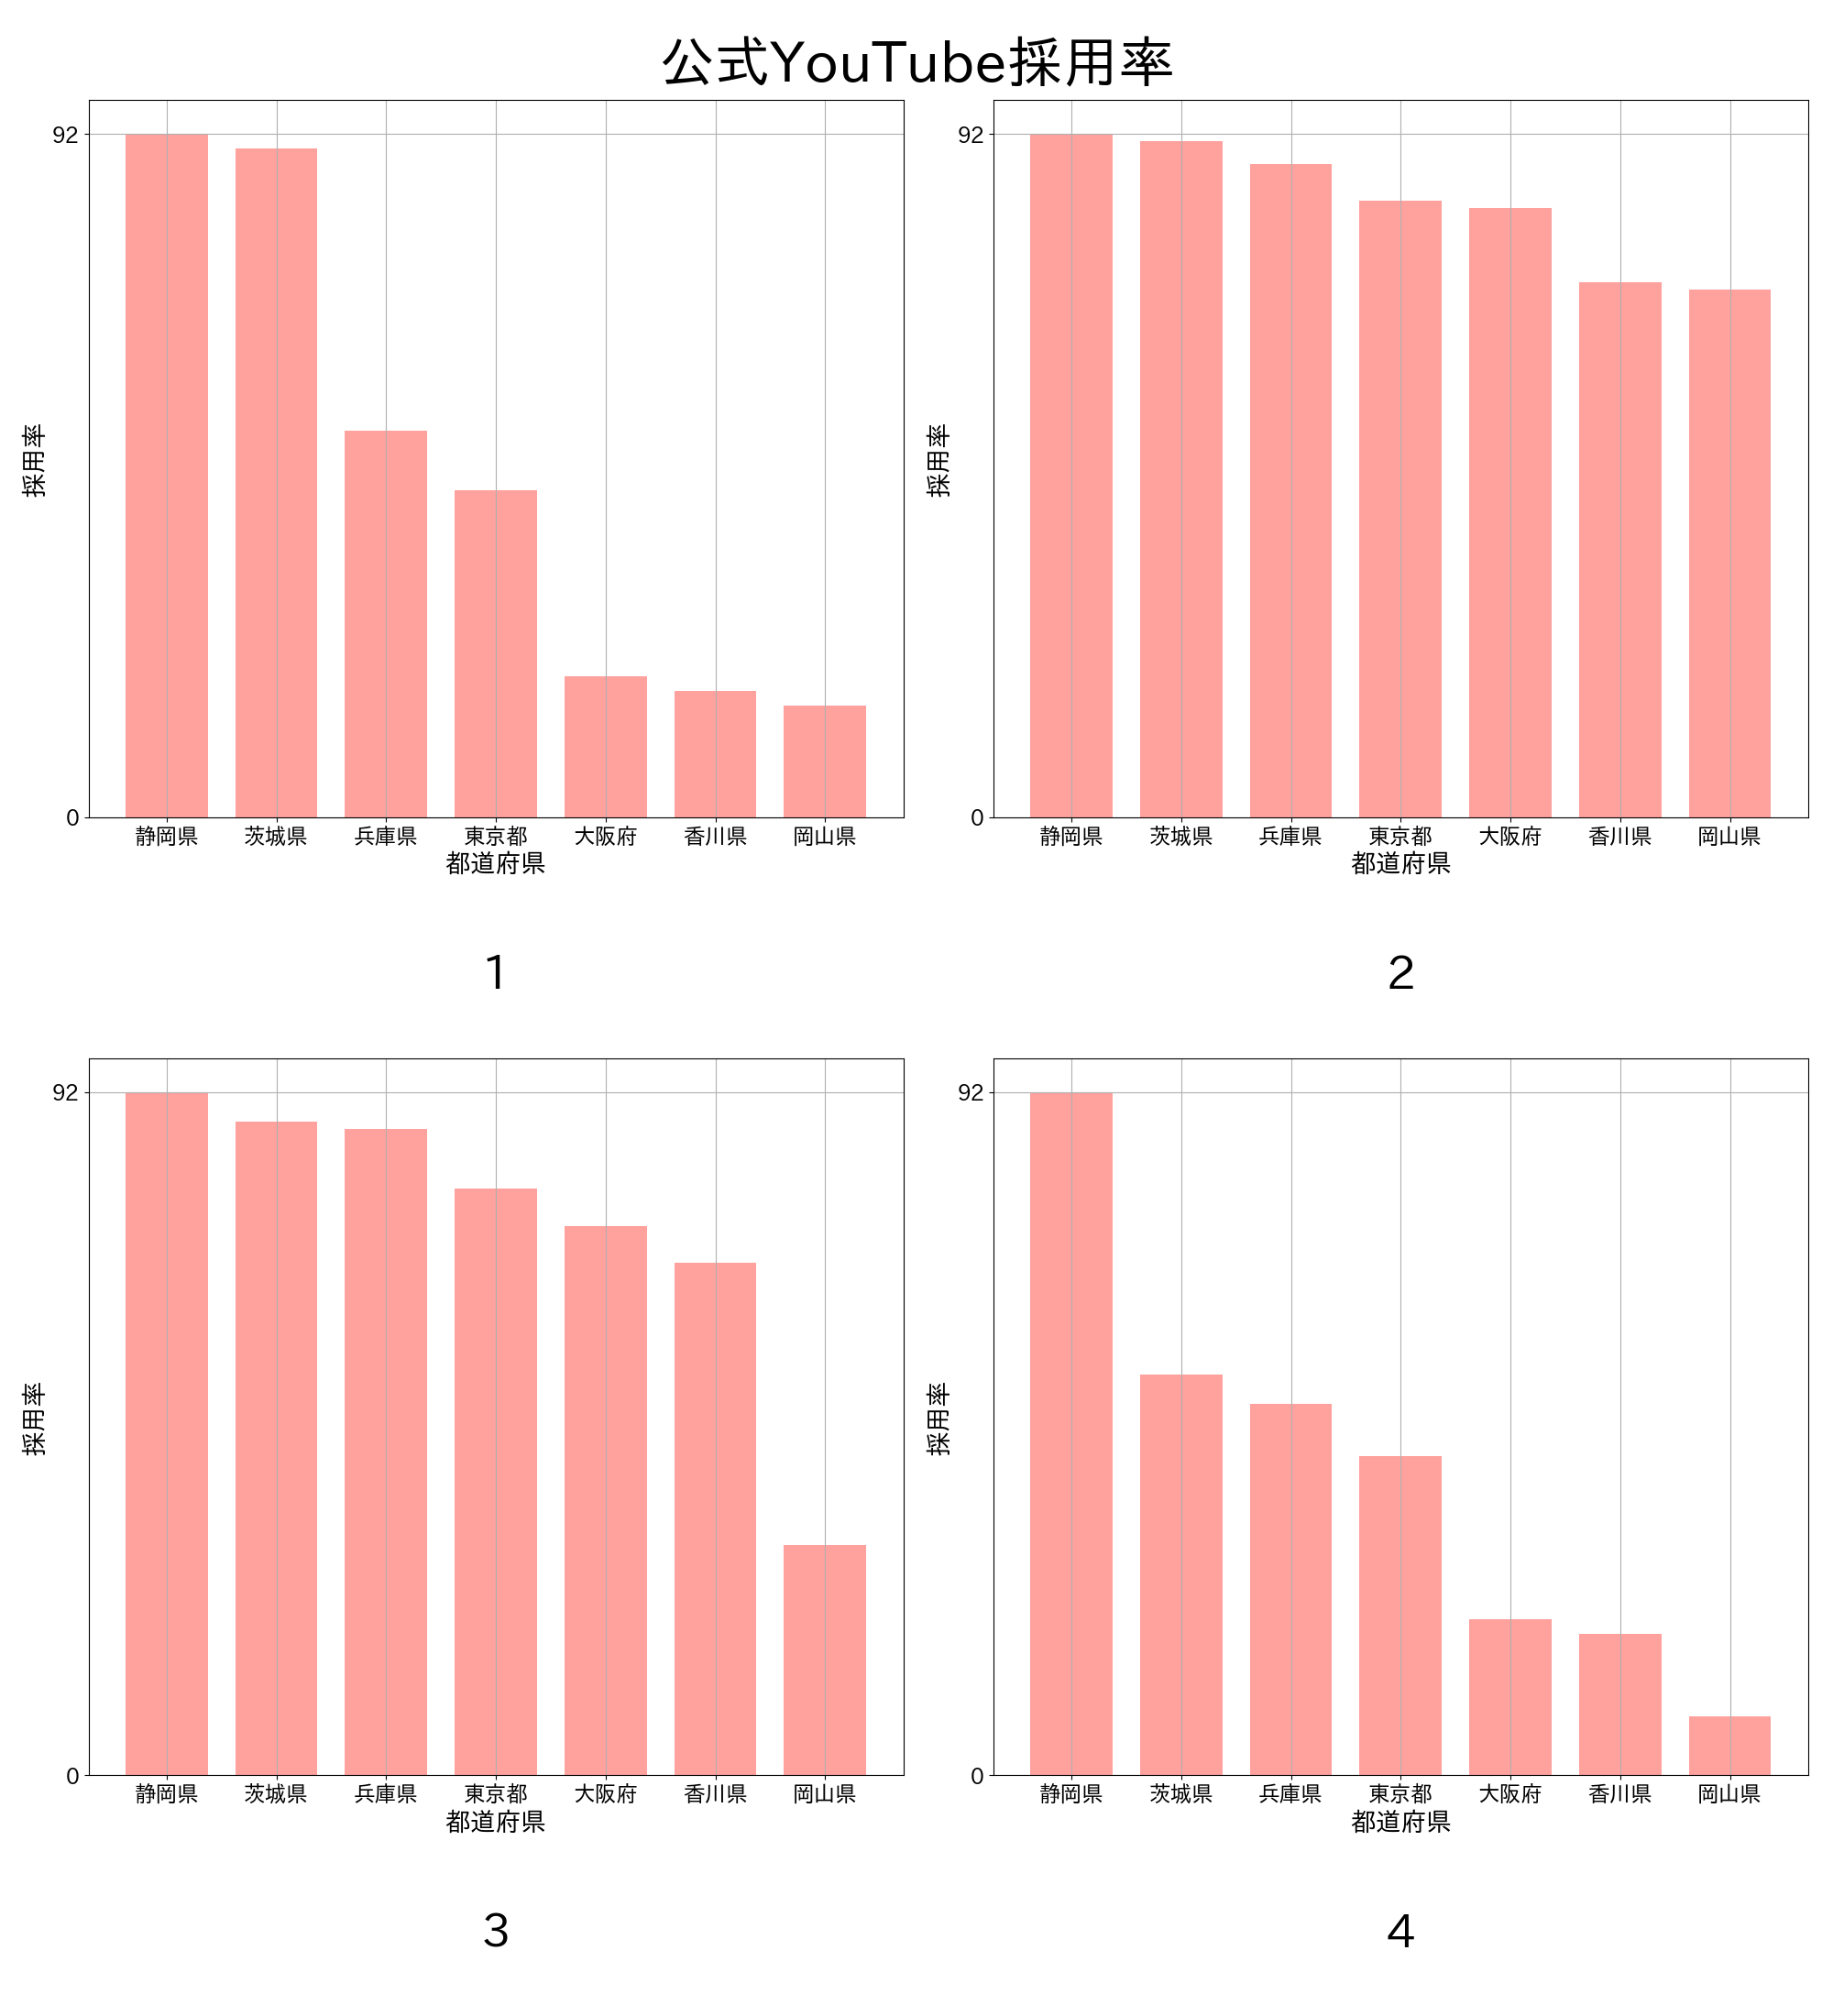 公式YouTube採用率
92
0
採用率
静岡県 茨城県 兵庫県 東京都 大阪府 香川県 岡山県
都道府県
1
92
0
採用率
静岡県 茨城県 兵庫県 東京都 大阪府 香川県 岡山県
都道府県
2
92
0
採用率
静岡県 茨城県 兵庫県 東京都 大阪府 香川県 岡山県
都道府県
3
92
0
採用率
静岡県 茨城県 兵庫県 東京都 大阪府 香川県 岡山県
都道府県
4